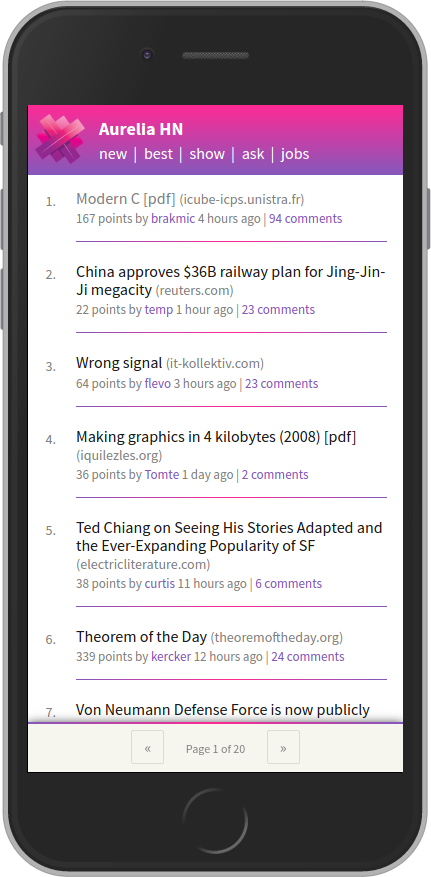 Aurelia HN
new | best | show | ask | jobs
1. Modern C [pdf] (icube-icps.unistra.fr)
167 points by brakmic 4 hours ago | 94 comments
2. China approves $36B railway plan for Jing-Jin-
Ji megacity (reuters.com)
22 points by temp 1 hour ago | 23 comments
3. Wrong signal (it-kollektiv.com)
64 points by flevo 3 hours ago | 23 comments
4. Making graphics in 4 kilobytes (2008) [pdf]
(iquilezles.org)
36 points by Tomte 1 day ago | 2 comments
5. Ted Chiang on Seeing His Stories Adapted and
the Ever-Expanding Popularity of SF
(electricliterature.com)
38 points by curtis 11 hours ago | 6 comments
6. Theorem of the Day (theoremoftheday.org)
339 points by kercker 12 hours ago | 24 comments
7. Von Neumann Defense Force is now publicly
« Page 1 of 20 »